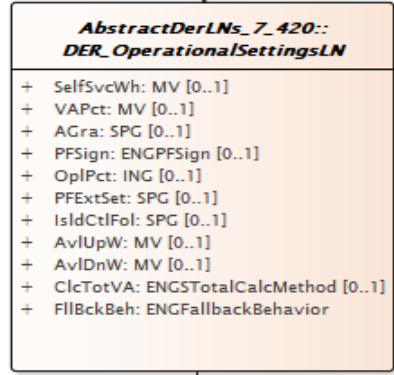 AbstractDerLNs_7_420::
DER_OperationalSettingsLN
+ SelfSvcWh: MV [0..1]
+ VAPct: MV [0..1]
+ AGra: SPG [0..1]
+ PFSign: ENGPFSign [0..1]
+ OplPct: ING [0..1]
+ PFExtSet: SPG [0..1]
+ IsldCtlFol: SPG [0..1]
+ AvlUpW: MV [0..1]
+ AvlDnW: MV [0..1]
+ ClcTotVA: ENGSTotalCalcMethod [0..1]
+ FllBckBeh: ENGFallbackBehavior